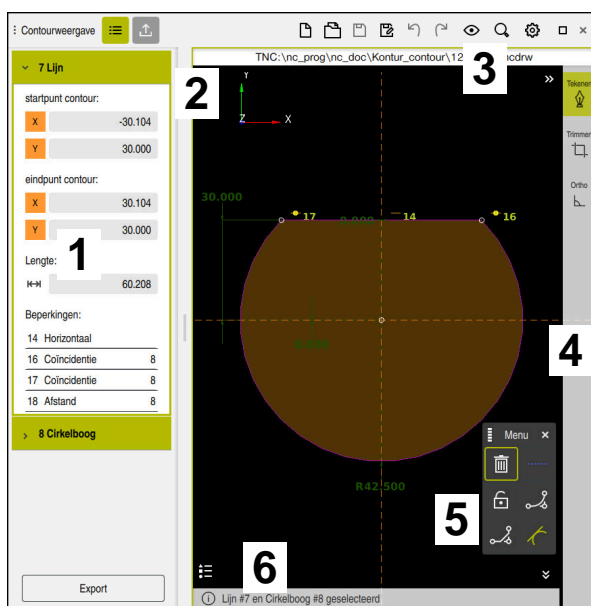 Contourweergave
3
TNC:\nc_prog\nc_doc\Kontur_contour\12
cdrw
7 Lijn
startpunt contour:
X -30.104
Y 30.000
eindpunt contour:
X 30.104
Y 30.000
Lengte:
60.208
1
Beperkingen:
14 Horizontaal
16 Coïncidentie 8
17 Coïncidentie 8
18 Afstand 8
8 Cirkelboog
Export
2
Y
Z X
30.000
17
14
16
R42.500
Tekenen
Trimmen
Ortho
4
Menu
5
6
Lijn #7 en Cirkelboog #8 geselecteerd